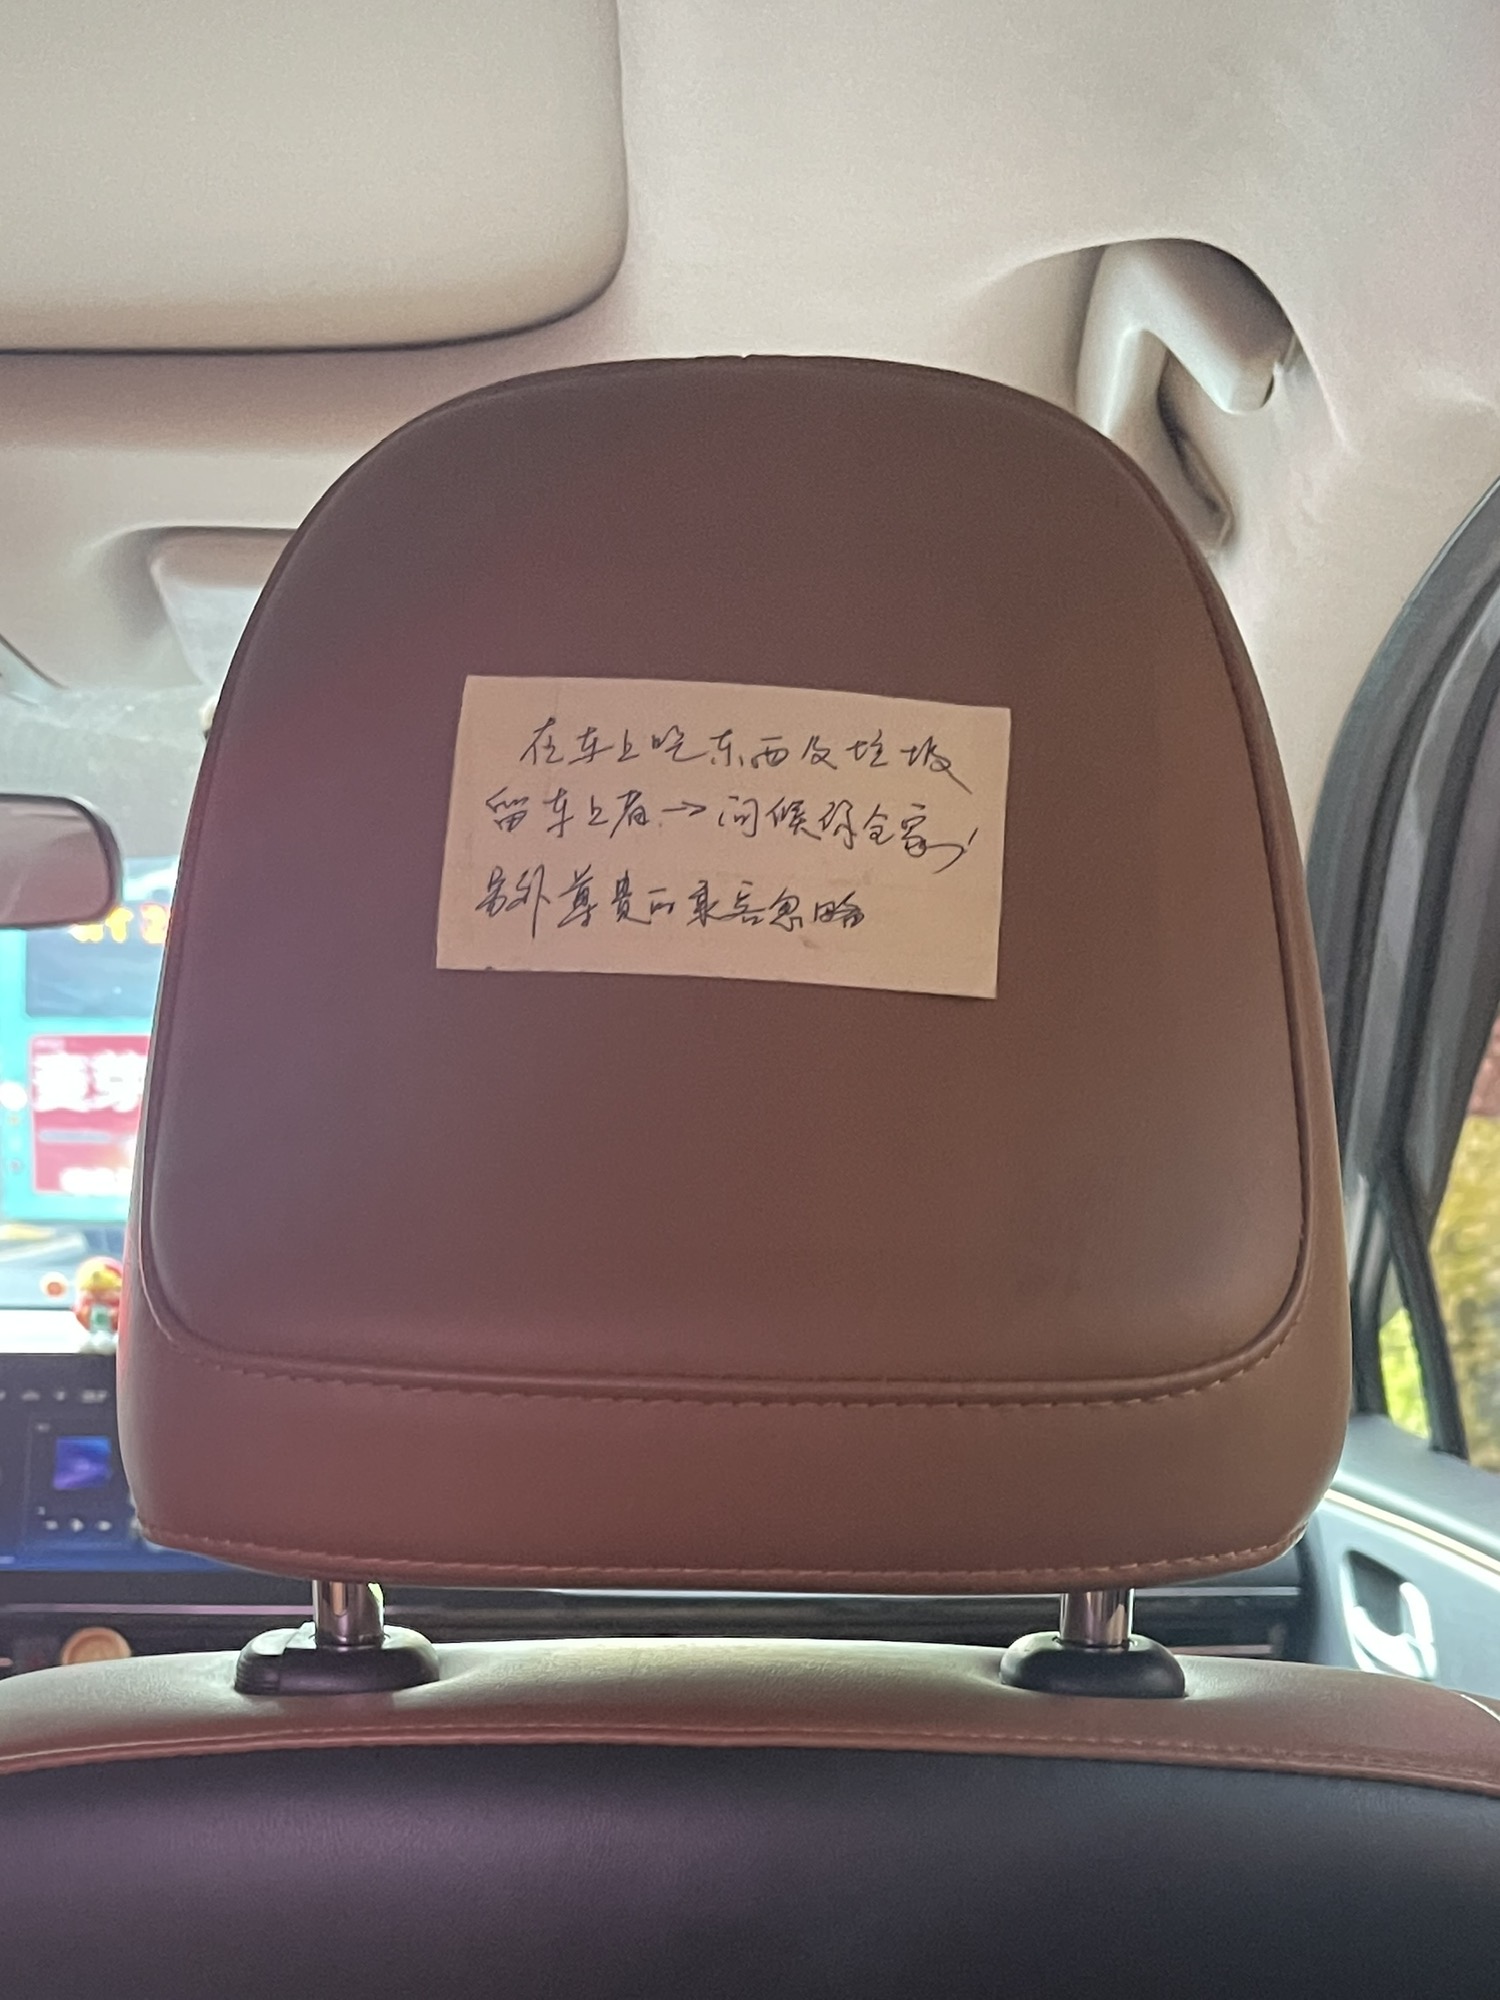 在车上吃东西及垃圾
留车上者→问候你全家,
另外尊贵的乘客忽略